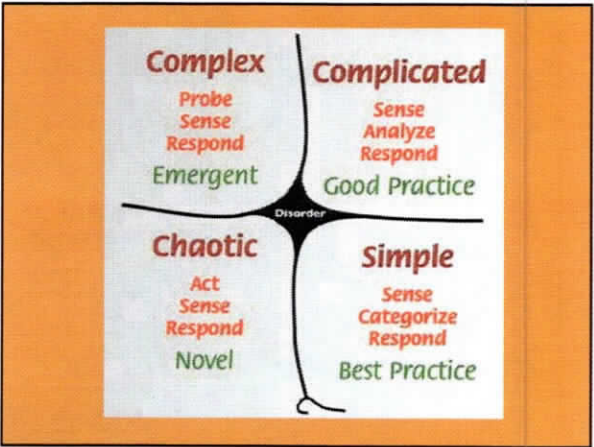 Complex
Probe
Sense
Respond
Emergent
Complicated
Sense
Analyze
Respond
Good Practice
Disorder
Chaotic
Act
Sense
Respond
Novel
Simple
Sense
Categorize
Respond
Best Practice